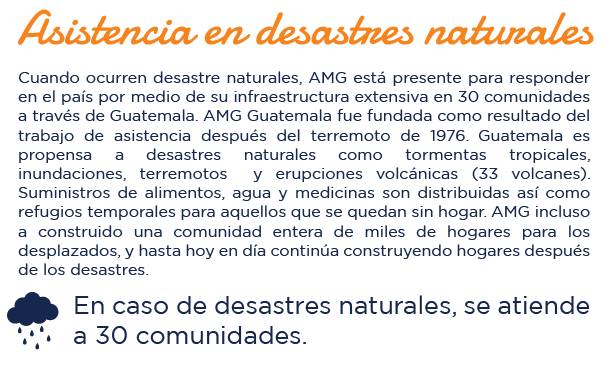 Asistencia en desastres naturales
Cuando ocurren desastre naturales, AMG está presente para responder
en el país por medio de su infraestructura extensiva en 30 comunidades
a través de Guatemala. AMG Guatemala fue fundada como resultado del
trabajo de asistencia después del terremoto de 1976. Guatemala es
propensa a desastres naturales como tormentas tropicales,
inundaciones, terremotos y erupciones volcánicas (33 volcanes).
Suministros de alimentos, agua y medicinas son distribuidas así como
refugios temporales para aquellos que se quedan sin hogar. AMG incluso
a construido una comunidad entera de miles de hogares para los
desplazados, y hasta hoy en día continúa construyendo hogares después
de los desastres.
En caso de desastres naturales, se atiende
a 30 comunidades.